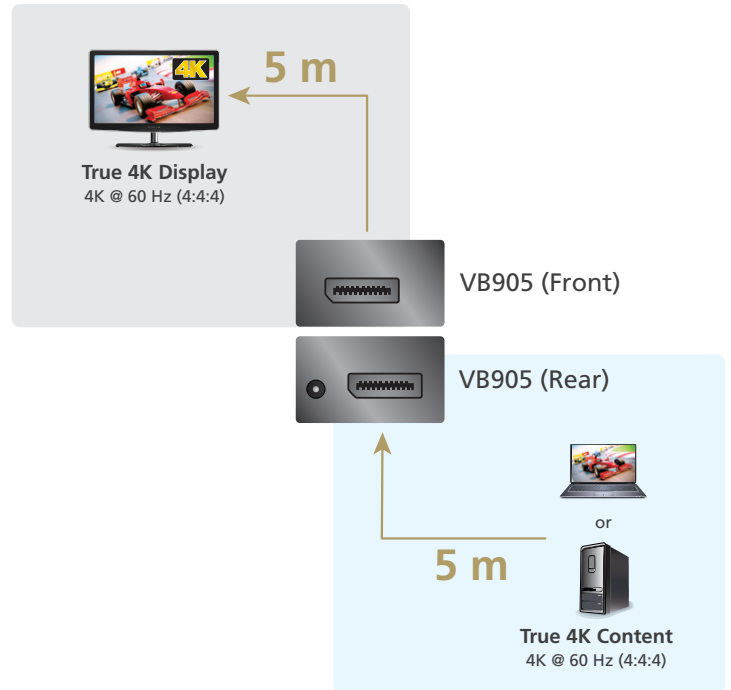 4K
5 m
True 4K Display
4K @ 60 Hz (4:4:4)
VB905 (Front)
VB905 (Rear)
or
5 m
True 4K Content
4K @ 60 Hz (4:4:4)